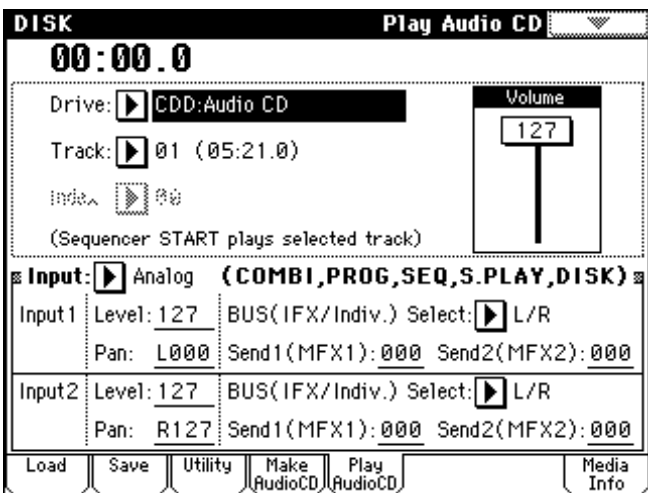 DISK Play Audio CD
00:00.0
Drive: CDD:Audio CD
Volume
127
Track: 01 (05:21.0)
Index 00
(Sequencer START plays selected track)
Input: Analog (COMBI,PROG,SEQ,S.PLAY,DISK)
Input1 Level: 127 BUS(IFX/Indiv.) Select: L/R
Pan: L000 Send1(MFX1): 000 Send2(MFX2): 000
Input2 Level: 127 BUS(IFX/Indiv.) Select: L/R
Pan: R127 Send1(MFX1): 000 Send2(MFX2): 000
Load Save Utility Make AudioCD Play AudioCD Media Info